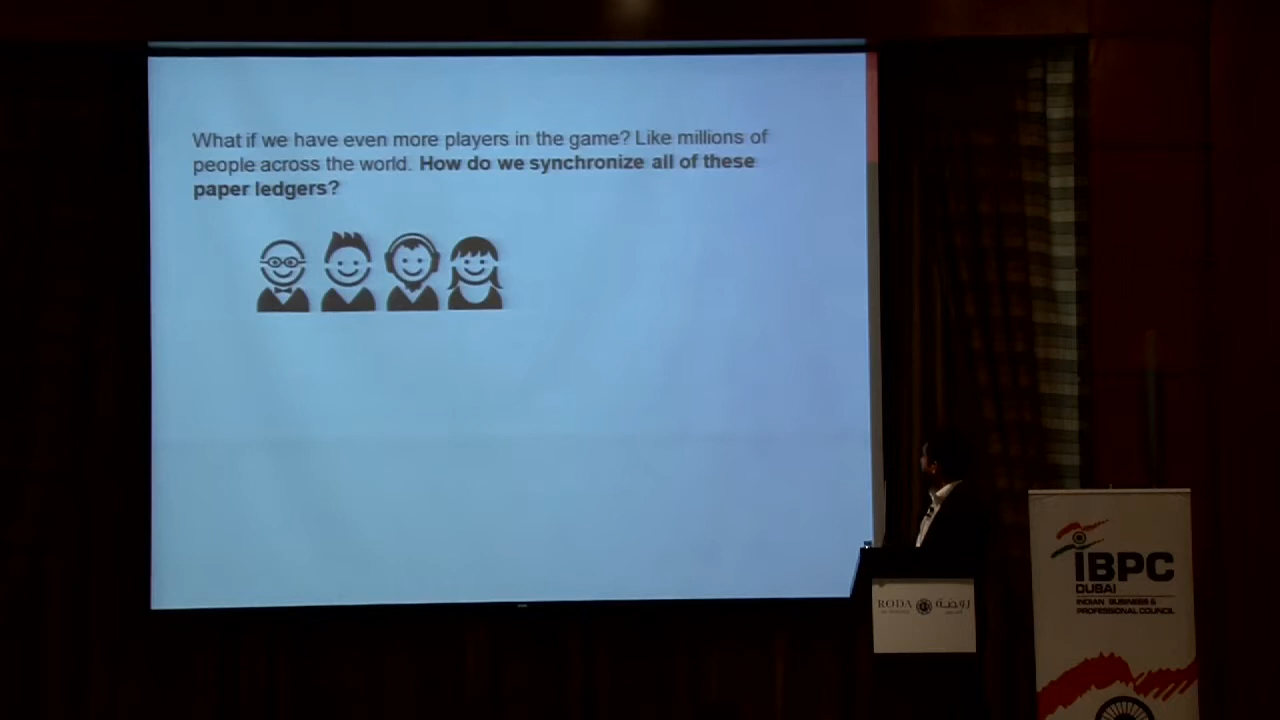 What if we have even more players in the game? Like millions of
people across the world. How do we synchronize all of these
paper ledgers?
RODA
روضة
IBPC
DUBAI
INDIAN BUSINESS &
PROFESSIONAL COUNCIL